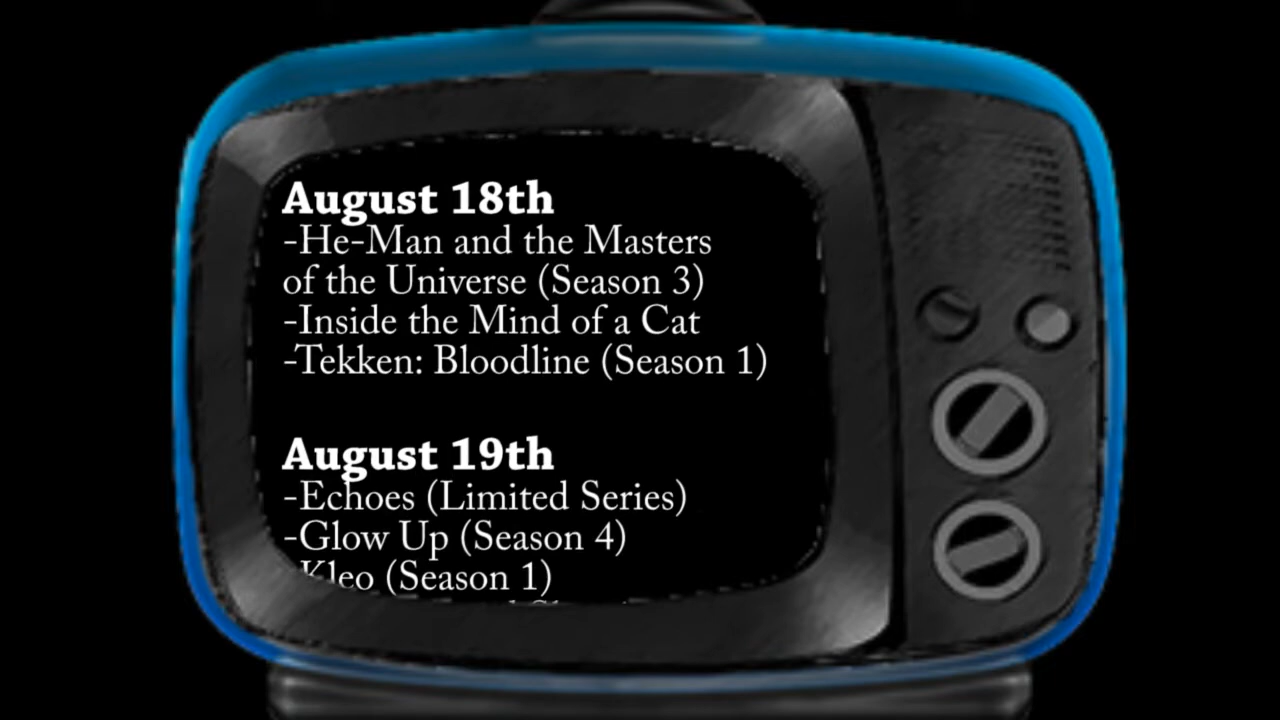 August 18th
-He-Man and the Masters
of the Universe (Season 3)
-Inside the Mind of a Cat
-Tekken: Bloodline (Season 1)
August 19th
-Echoes (Limited Series)
-Glow Up (Season 4)
-Kleo (Season 1)